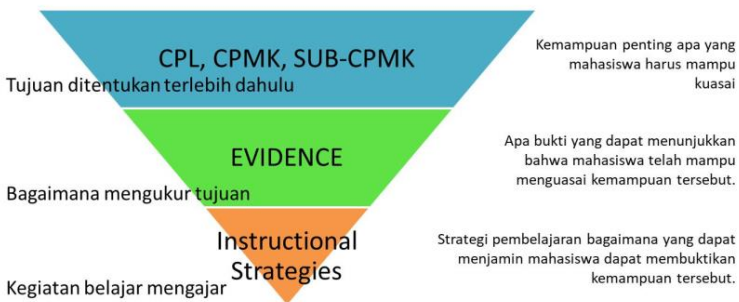 CPL, CPMK, SUB-CPMK
Tujuan ditentukan terlebih dahulu
Kemampuan penting apa yang
mahasiswa harus mampu
kuasai
EVIDENCE
Bagaimana mengukur tujuan
Apa bukti yang dapat menunjukkan
bahwa mahasiswa telah mampu
menguasai kemampuan tersebut.
Instructional
Strategies
Kegiatan belajar mengajar
Strategi pembelajaran bagaimana yang dapat
menjamin mahasiswa dapat membuktikan
kemampuan tersebut.